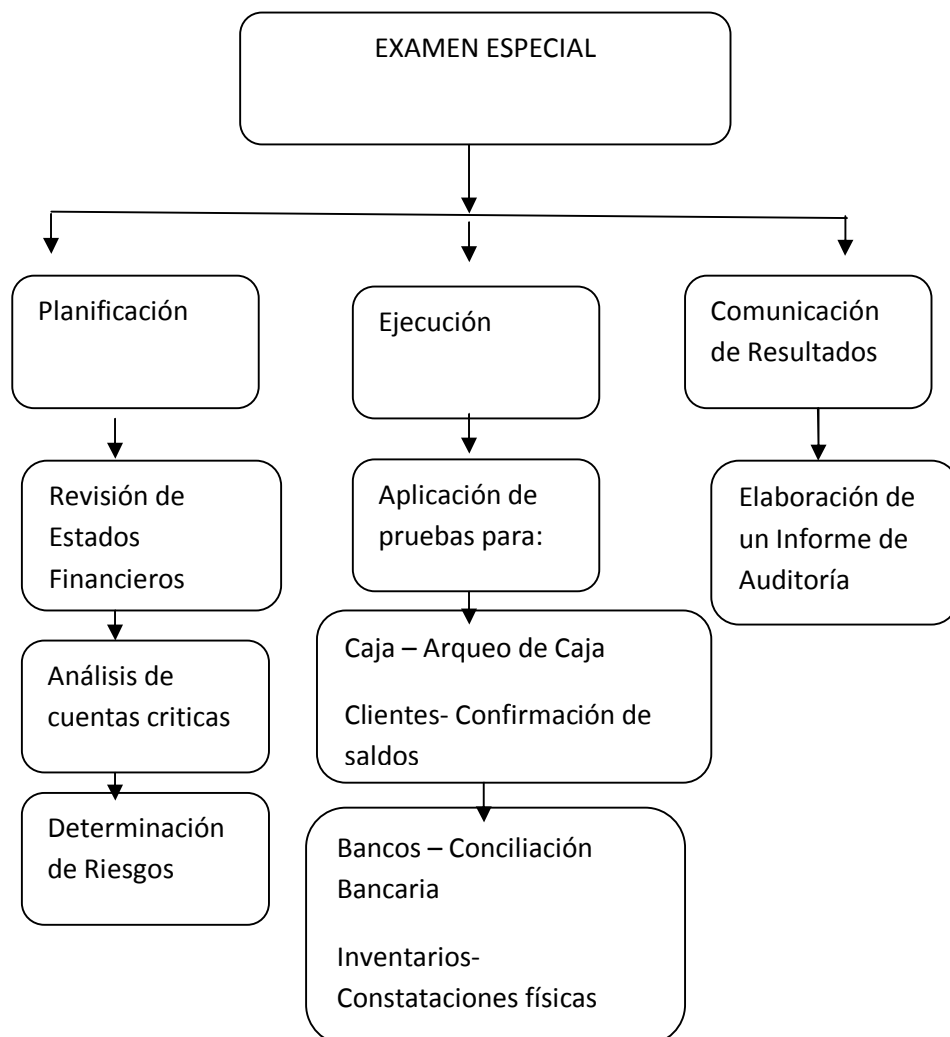 EXAMEN ESPECIAL
Planificación
Ejecución
Comunicación
de Resultados
Revisión de
Estados
Financieros
Aplicación de
pruebas para:
Elaboración de
un Informe de
Auditoría
Análisis de
cuentas criticas
Caja – Arqueo de Caja
Clientes- Confirmación de
saldos
Determinación
de Riesgos
Bancos – Conciliación
Bancaria
Inventarios-
Constataciones físicas